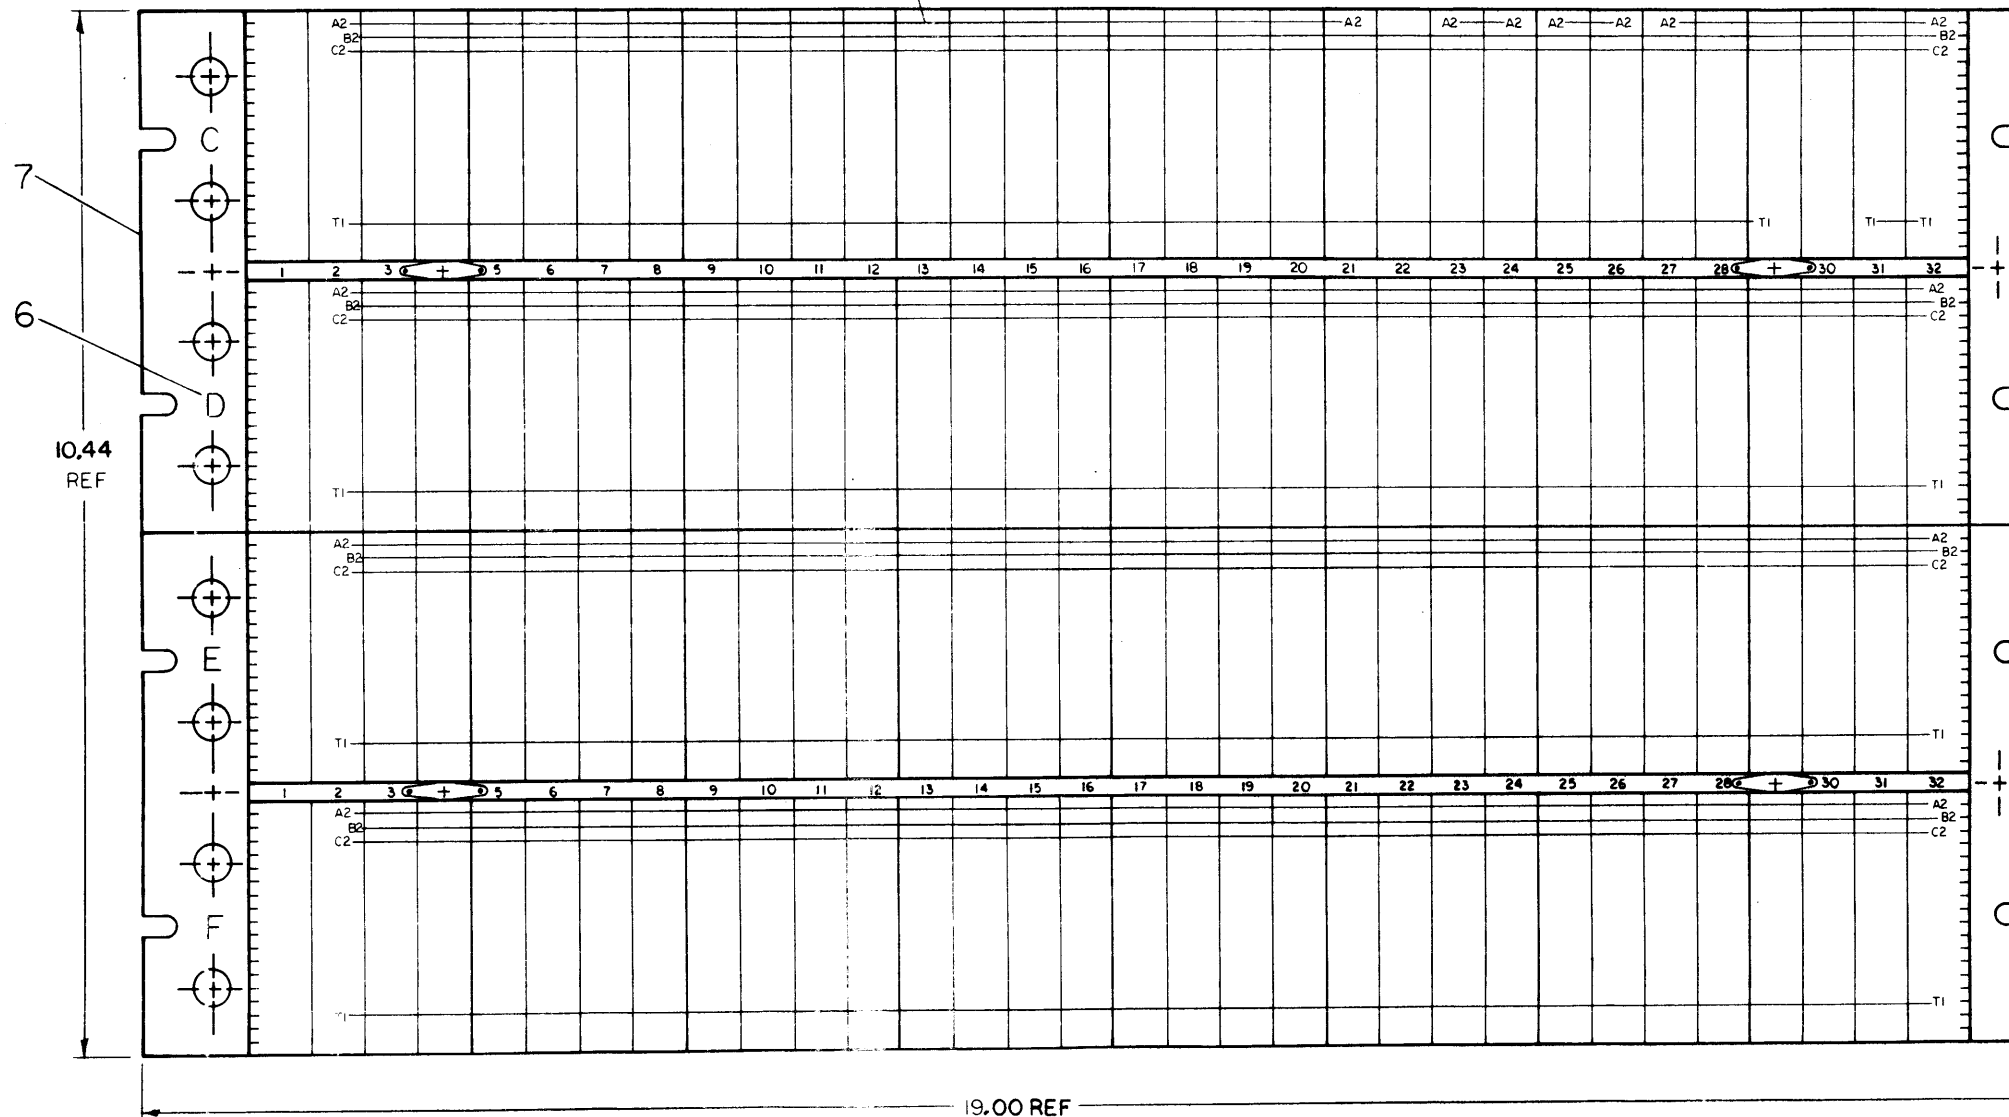 A2 A2 A2 A2 A2 A2 A2 A2
B2 B2
C2 C2
C
7
T1 T1 T1 T1
1 2 3 5 6 7 8 9 10 11 12 13 14 15 16 17 18 19 20 21 22 23 24 25 26 27 28 30 31 32
A2 A2
B2 B2
C2 C2
6
D
10.44
REF
T1 T1
A2 A2
B2 B2
C2 C2
E
T1 T1
1 2 3 5 6 7 8 9 10 11 12 13 14 15 16 17 18 19 20 21 22 23 24 25 26 27 28 30 31 32
A2 A2
B2 B2
C2 C2
F
T1 T1
19.00 REF